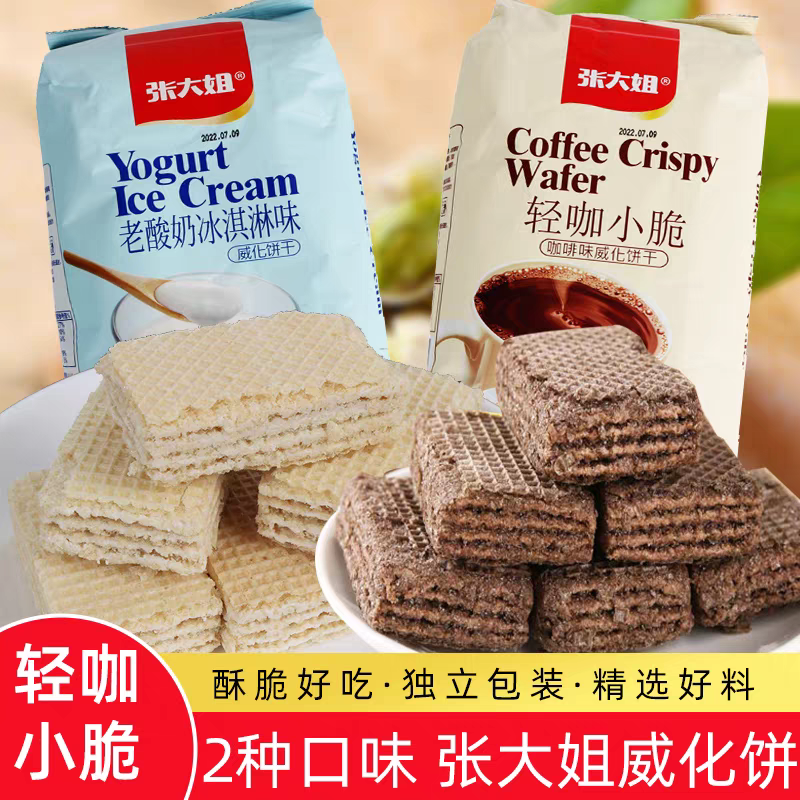 张大姐®
2022.07.09
Yogurt
Ice Cream
老酸奶冰淇淋味
威化饼干
张大姐®
2022.07.09
Coffee Crispy
Wafer
轻咖小脆
咖啡味威化饼干
轻咖
小脆
酥脆好吃·独立包装·精选好料
2种口味 张大姐威化饼